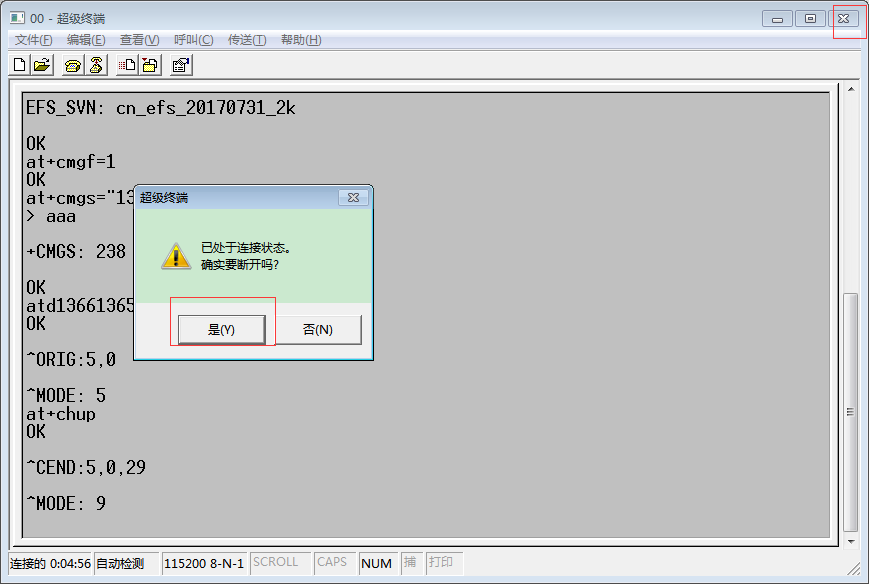 00 - 超级终端
文件(F) 编辑(E) 查看(V) 呼叫(C) 传送(T) 帮助(H)
EFS_SVN: cn_efs_20170731_2k
OK
at+cmgf=1
OK
at+cmgs="13
> aaa
+CMGS: 238
OK
atd13661365
OK
^ORIG:5,0
^MODE: 5
at+chup
OK
^CEND:5,0,29
^MODE: 9
超级终端
已处于连接状态。
确实要断开吗?
是(Y) 否(N)
连接的 0:04:56 自动检测 115200 8-N-1 SCROLL CAPS NUM 捕 打印